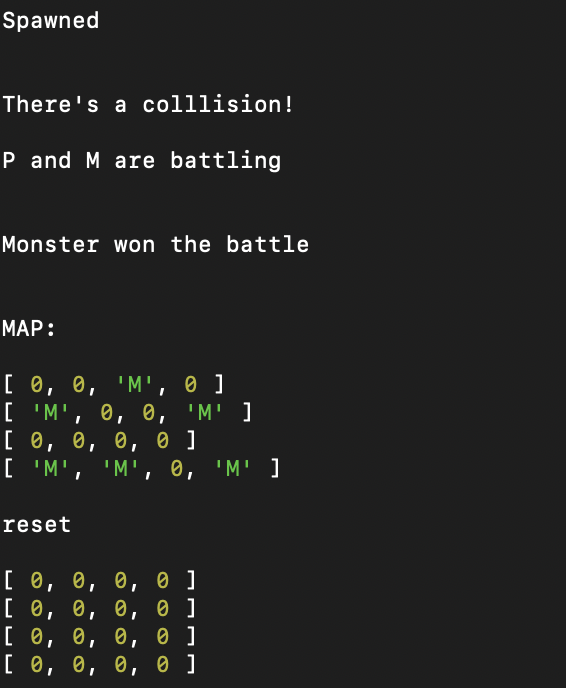 Spawned
There's a colllision!
P and M are battling
Monster won the battle
MAP:
[ 0, 0, 'M', 0 ]
[ 'M', 0, 0, 'M' ]
[ 0, 0, 0, 0 ]
[ 'M', 'M', 0, 'M' ]
reset
[ 0, 0, 0, 0 ]
[ 0, 0, 0, 0 ]
[ 0, 0, 0, 0 ]
[ 0, 0, 0, 0 ]